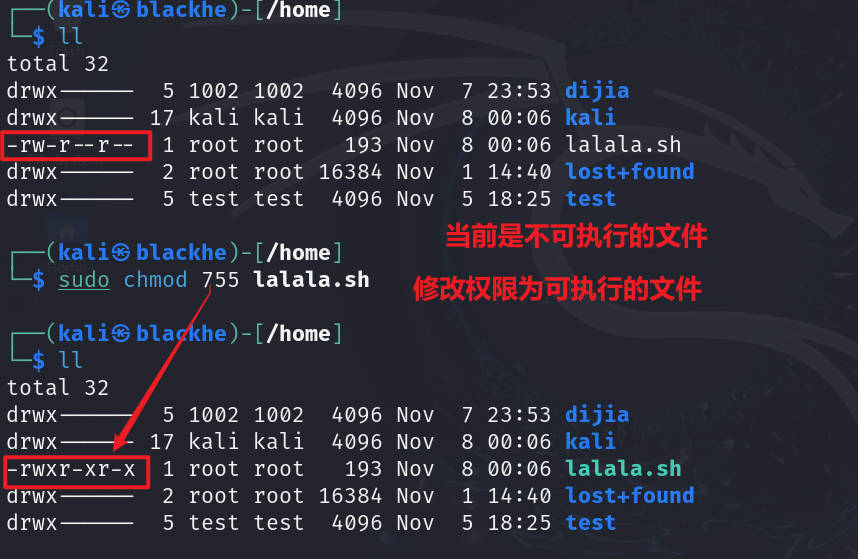 ┌──(kali㉿blackhe)-[/home]
└─$ ll
total 32
drwx------  5 1002 1002  4096 Nov  7 23:53 dijia
drwx------ 17 kali kali  4096 Nov  8 00:06 kali
-rw-r--r--  1 root root   193 Nov  8 00:06 lalala.sh
drwx------  2 root root 16384 Nov  1 14:40 lost+found
drwx------  5 test test  4096 Nov  5 18:25 test
当前是不可执行的文件
┌──(kali㉿blackhe)-[/home]
└─$ sudo chmod 755 lalala.sh
修改权限为可执行的文件
┌──(kali㉿blackhe)-[/home]
└─$ ll
total 32
drwx------  5 1002 1002  4096 Nov  7 23:53 dijia
drwx------ 17 kali kali  4096 Nov  8 00:06 kali
-rwxr-xr-x  1 root root   193 Nov  8 00:06 lalala.sh
drwx------  2 root root 16384 Nov  1 14:40 lost+found
drwx------  5 test test  4096 Nov  5 18:25 test